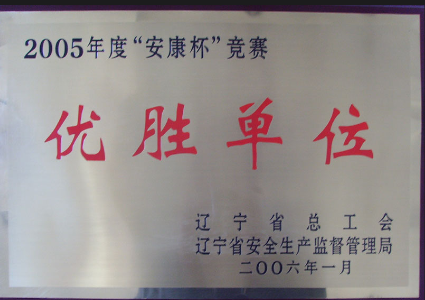 2005年度“安康杯”竞赛
优胜单位
辽宁省总工会
辽宁省安全生产监督管理局
二〇〇六年一月